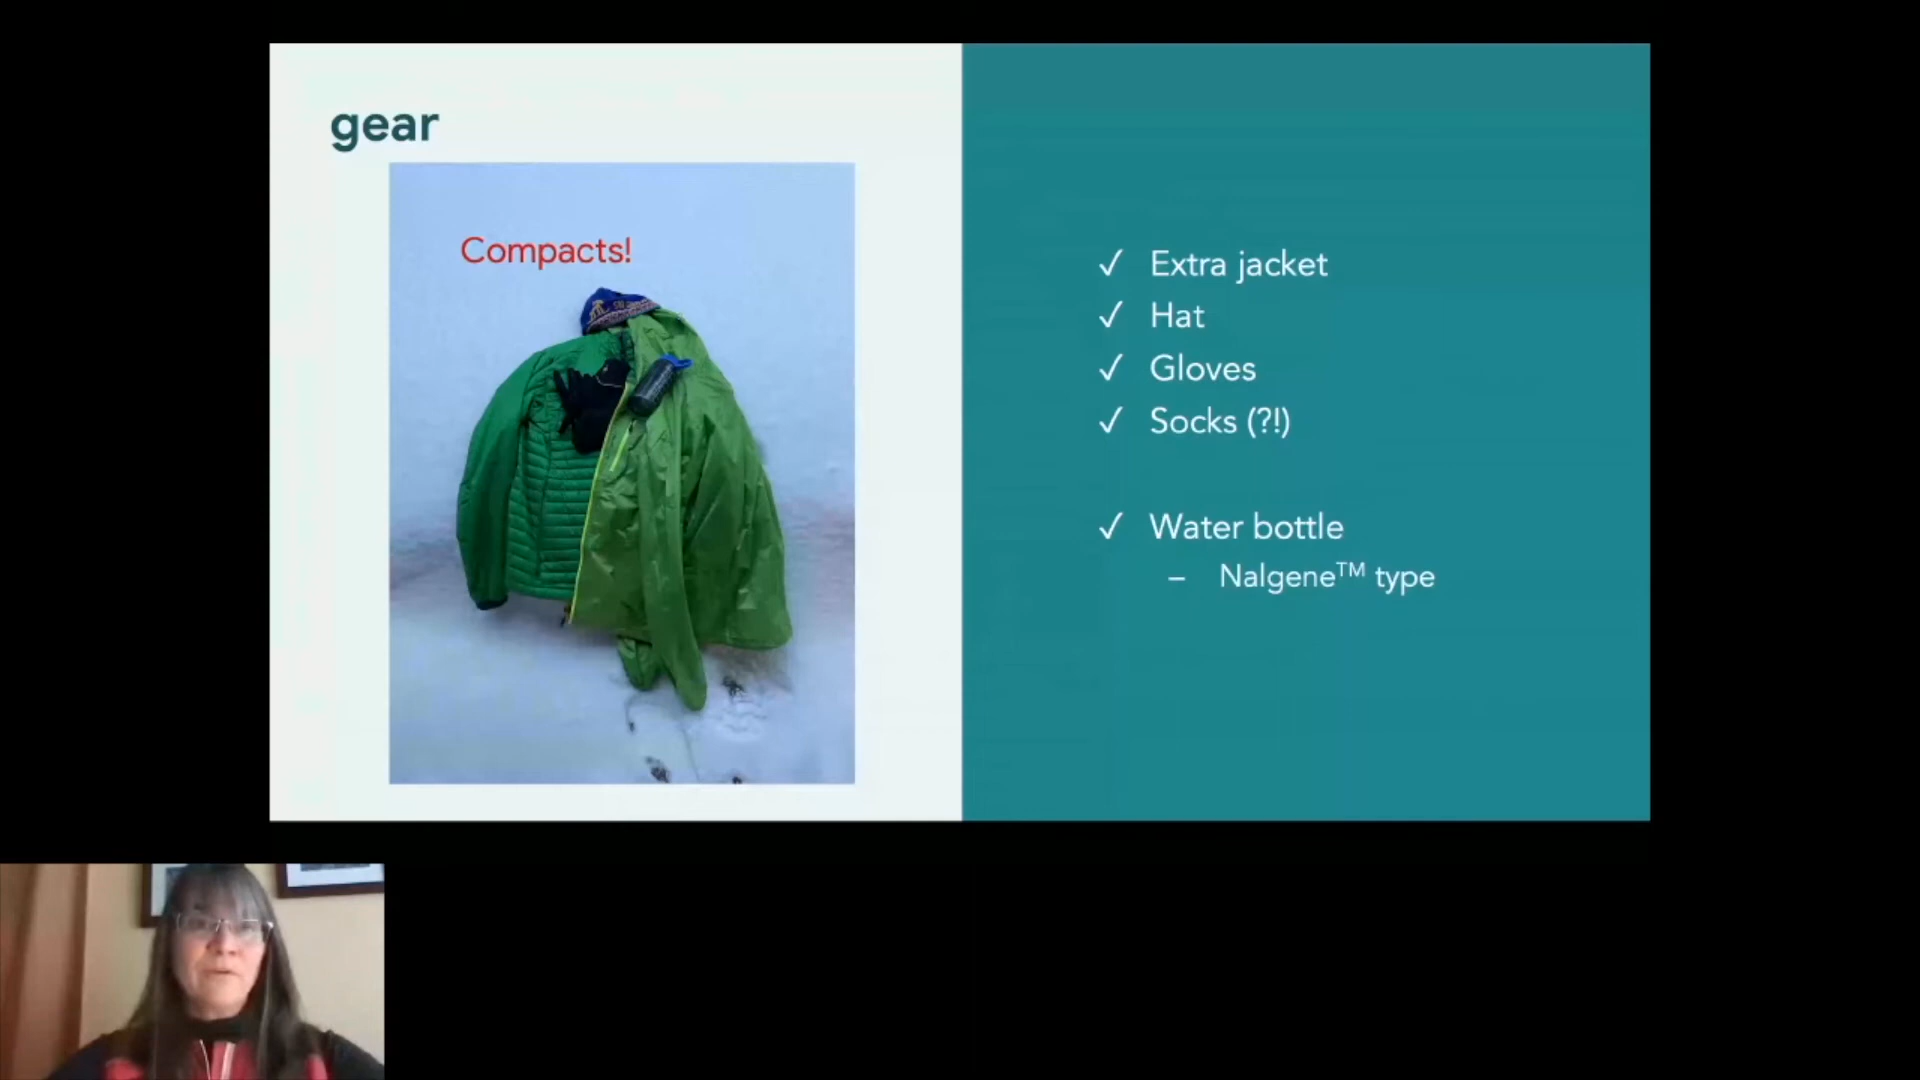 gear
Compacts!
✓ Extra jacket
✓ Hat
✓ Gloves
✓ Socks (?!)
✓ Water bottle
– Nalgene™ type